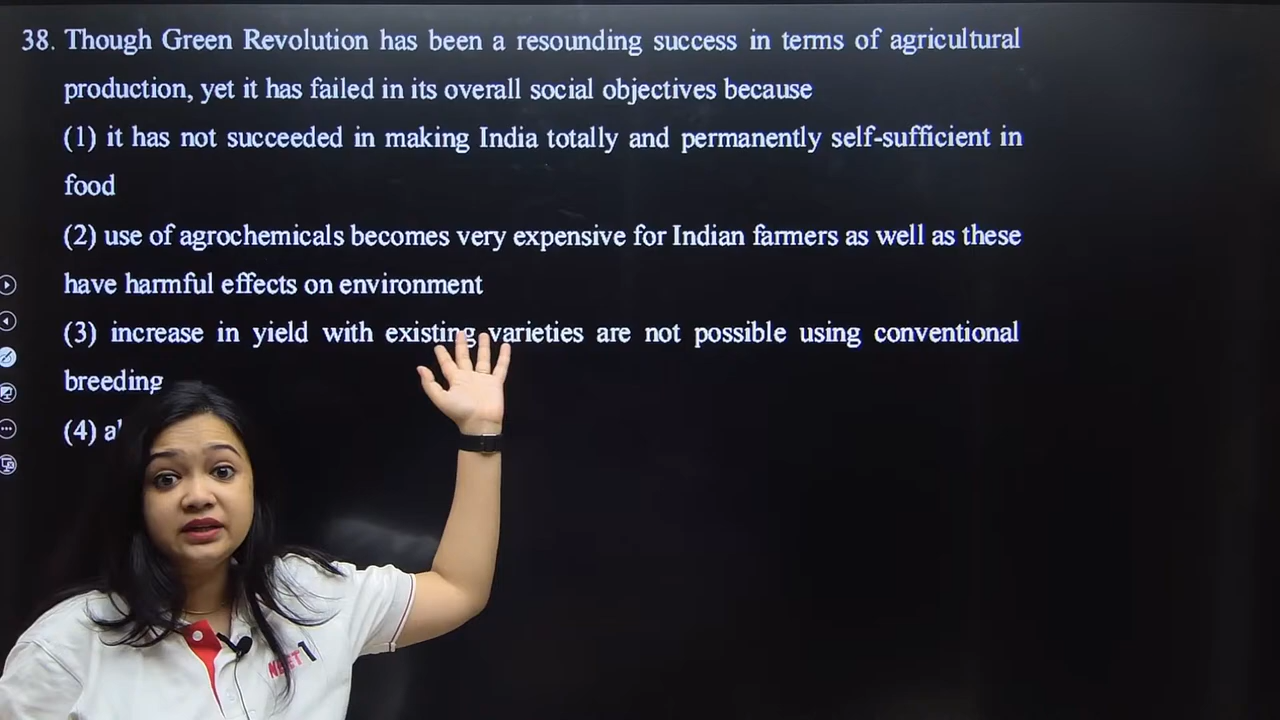 38. Though Green Revolution has been a resounding success in terms of agricultural
production, yet it has failed in its overall social objectives because
(1) it has not succeeded in making India totally and permanently self-sufficient in
food
(2) use of agrochemicals becomes very expensive for Indian farmers as well as these
have harmful effects on environment
(3) increase in yield with existing varieties are not possible using conventional
breeding
(4)
NEET 1